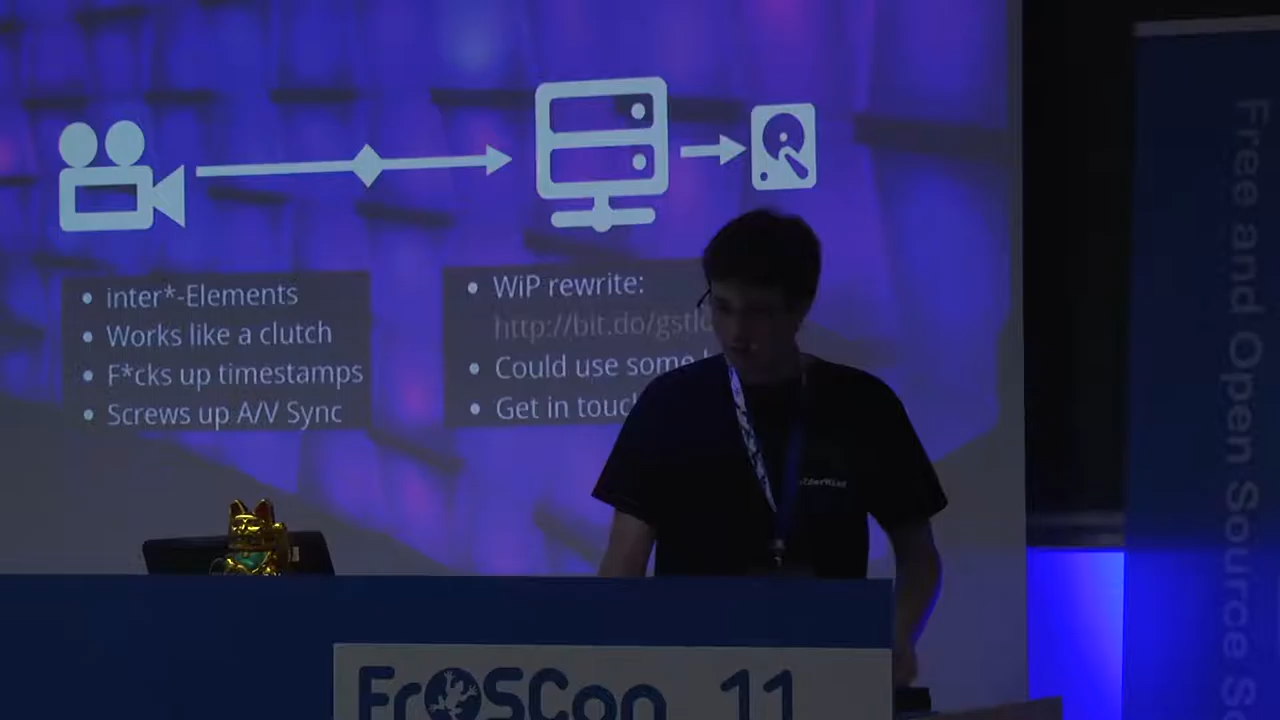 inter*-Elements
Works like a clutch
F*cks up timestamps
Screws up A/V Sync
WiP rewrite:
http://bit.do/gstlo
Could use some
Get in touc
FrOSCon 11
Free and Open Source S